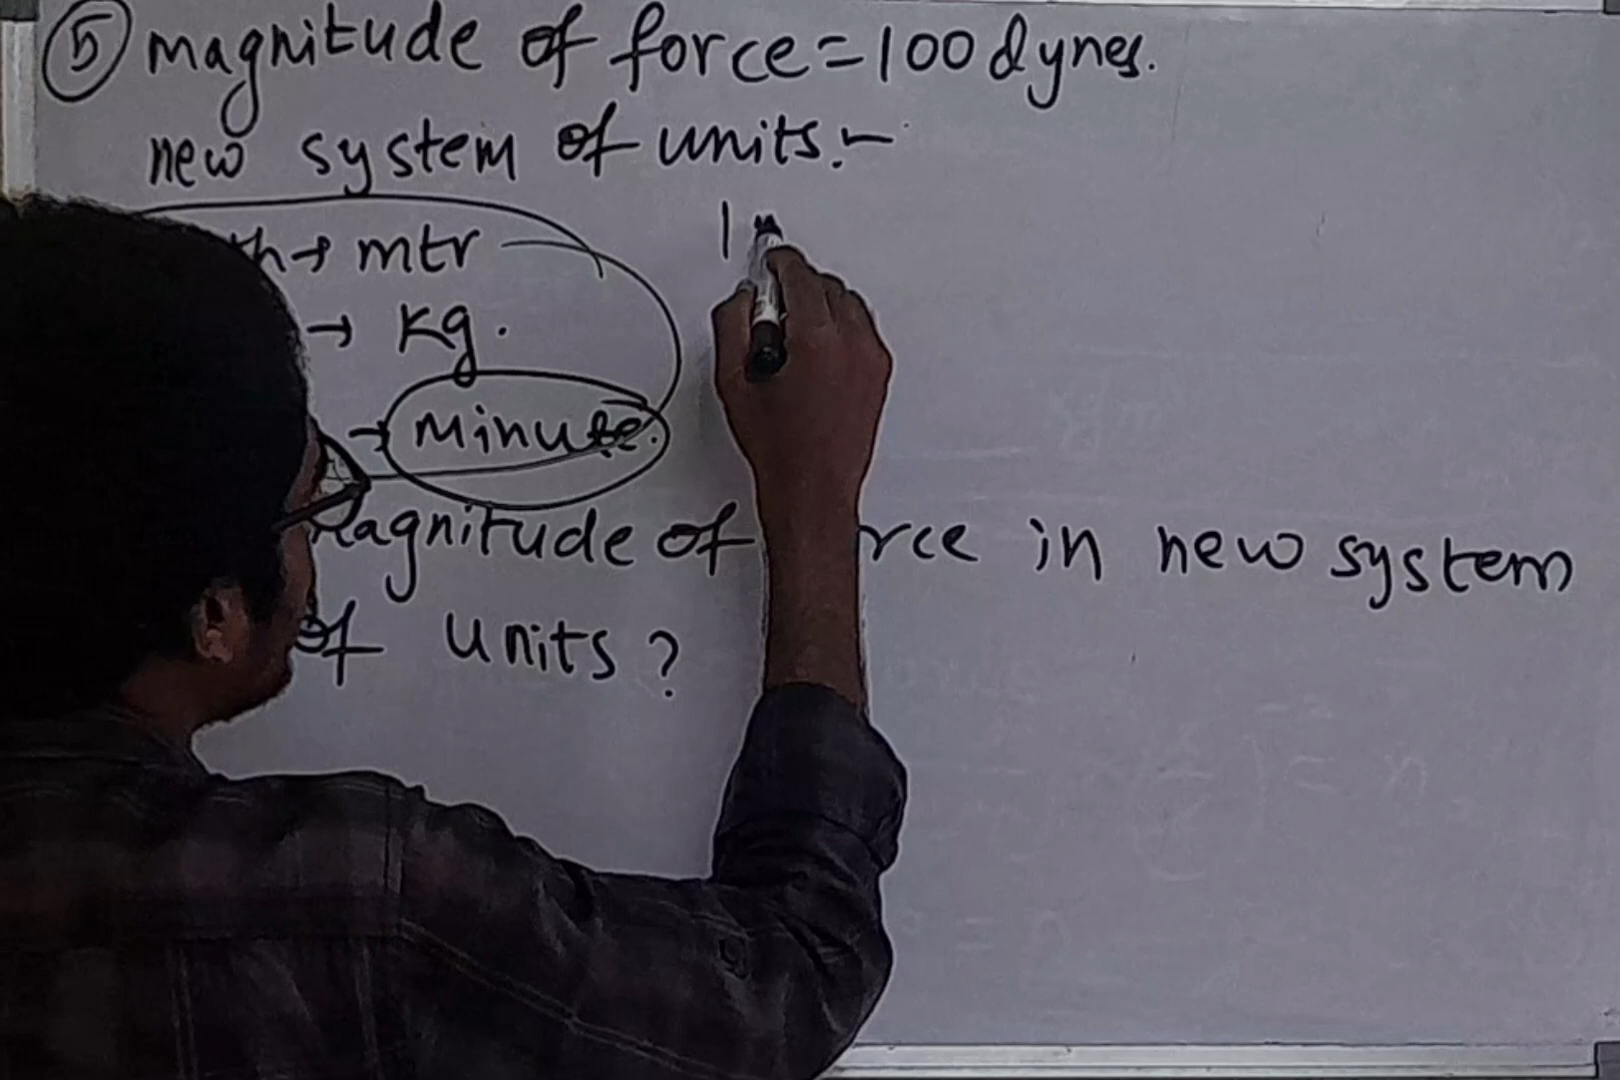 ⑤ magnitude of force = 100 dynes.
new system of units :-
th → mtr
1
→ Kg.
→ Minute.
magnitude of rce in new system
of units ?